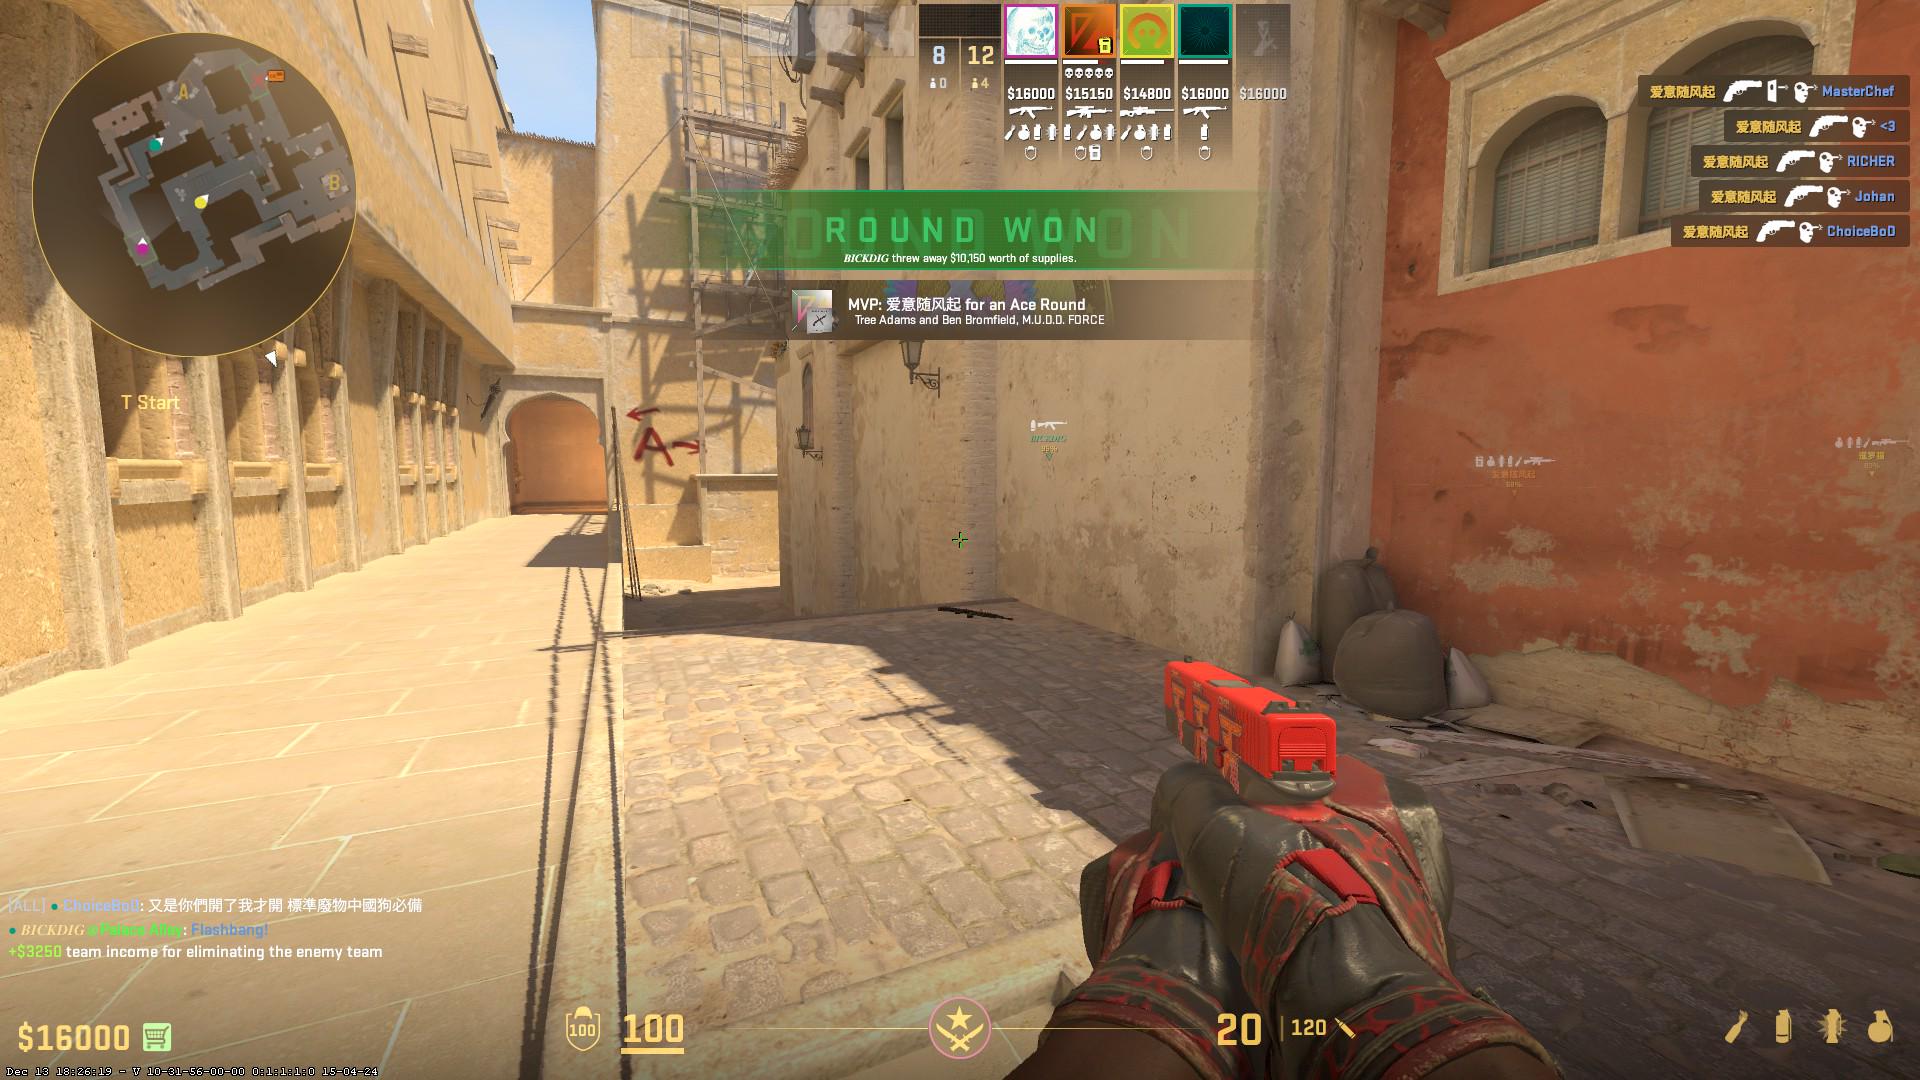 8
12
0
4
$16000
$15150
$14800
$16000
$16000
爱意随风起 MasterChef
爱意随风起 <3
爱意随风起 RICHER
爱意随风起 Johan
爱意随风起 ChoiceBoD
A
B
T Start
ROUND WON
BICKDIG threw away $10,150 worth of supplies.
MVP: 爱意随风起 for an Ace Round
Tree Adams and Ben Bromfield, M.U.D.D. FORCE
A
BICKDIG
爱意随风起
[ALL] ● ChoiceBoD: 又是你們開了我才開 標準廢物中國狗必備
● BICKDIG @Palace Alley: Flashbang!
+$3250 team income for eliminating the enemy team
$16000
100
100
20
120
Dec 13 18:26:19 - V 10-31-56-00-00 0:1:1:1:0 15-04-24